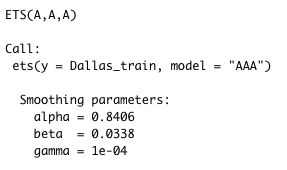 ETS(A,A,A)
Call:
ets(y = Dallas_train, model = "AAA")
Smoothing parameters:
alpha = 0.8406
beta  = 0.0338
gamma = 1e-04